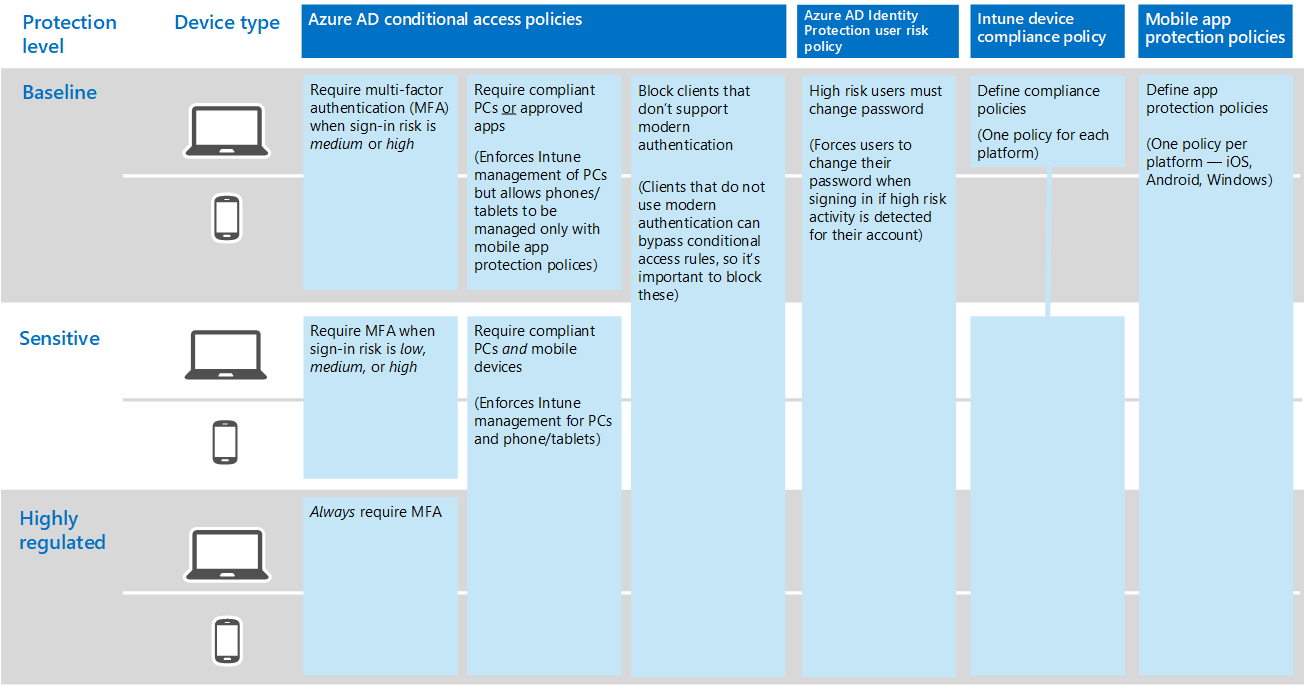 Protection
level
Device type
Azure AD conditional access policies
Azure AD Identity
Protection user risk
policy
Intune device
compliance policy
Mobile app
protection policies
Baseline
Require multi-factor
authentication (MFA)
when sign-in risk is
medium or high
Require compliant
PCs or approved
apps
(Enforces Intune
management of PCs
but allows phones/
tablets to be
managed only with
mobile app
protection polices)
Block clients that
don’t support
modern
authentication
(Clients that do not
use modern
authentication can
bypass conditional
access rules, so it’s
important to block
these)
High risk users must
change password
(Forces users to
change their
password when
signing in if high risk
activity is detected
for their account)
Define compliance
policies
(One policy for each
platform)
Define app
protection policies
(One policy per
platform — iOS,
Android, Windows)
Sensitive
Require MFA when
sign-in risk is low,
medium, or high
Require compliant
PCs and mobile
devices
(Enforces Intune
management for PCs
and phone/tablets)
Highly
regulated
Always require MFA